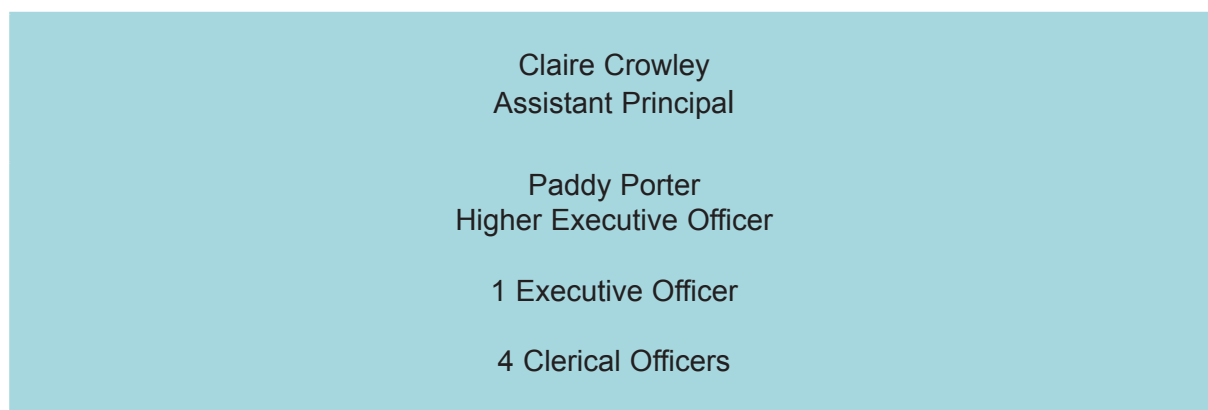 Claire Crowley
Assistant Principal
Paddy Porter
Higher Executive Officer
1 Executive Officer
4 Clerical Officers